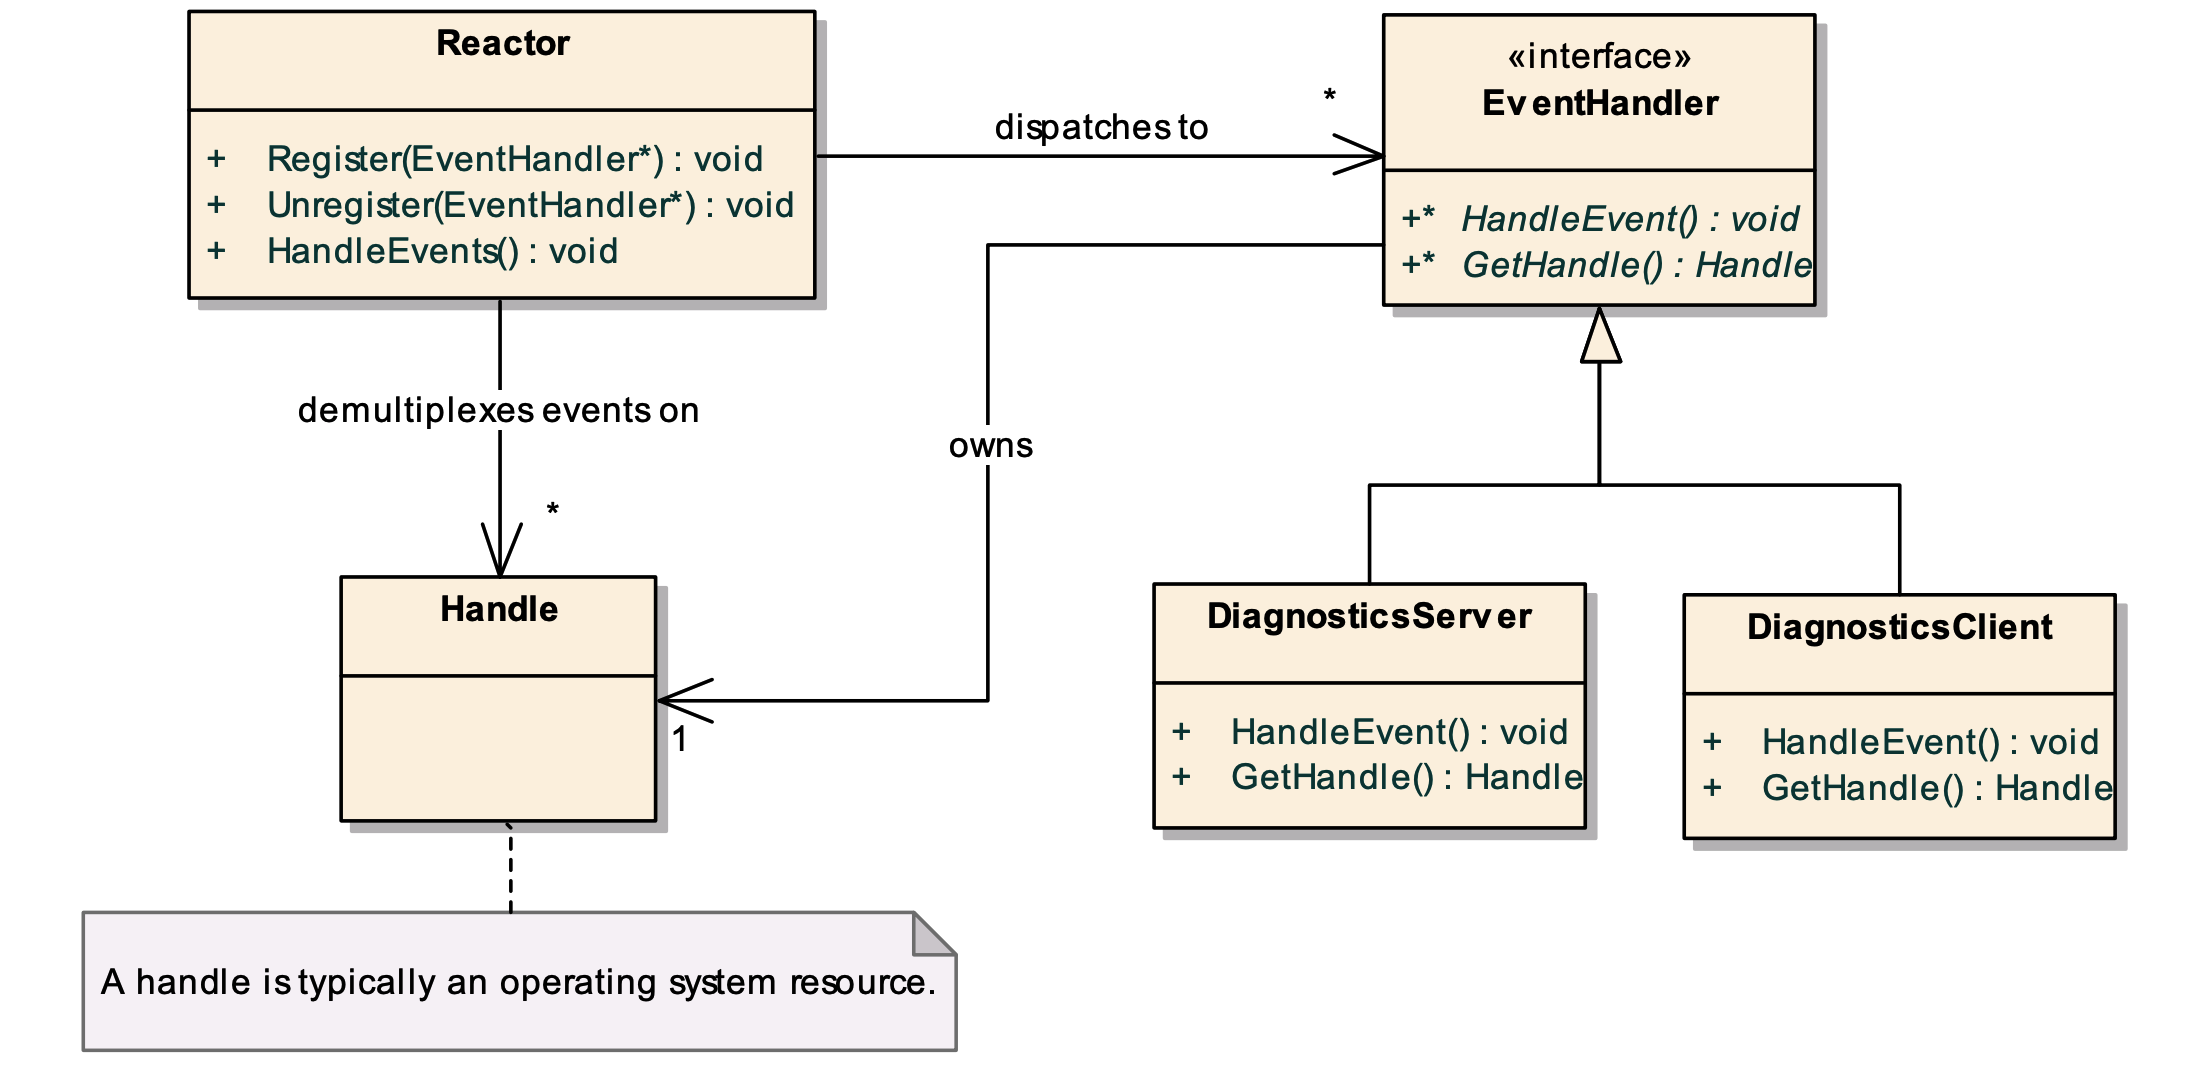 Reactor
+ Register(EventHandler*) : void
+ Unregister(EventHandler*) : void
+ HandleEvents() : void
dispatches to
*
«interface»
EventHandler
+* HandleEvent() : void
+* GetHandle() : Handle
demultiplexes events on
*
owns
1
Handle
DiagnosticsServer
+ HandleEvent() : void
+ GetHandle() : Handle
DiagnosticsClient
+ HandleEvent() : void
+ GetHandle() : Handle
A handle is typically an operating system resource.